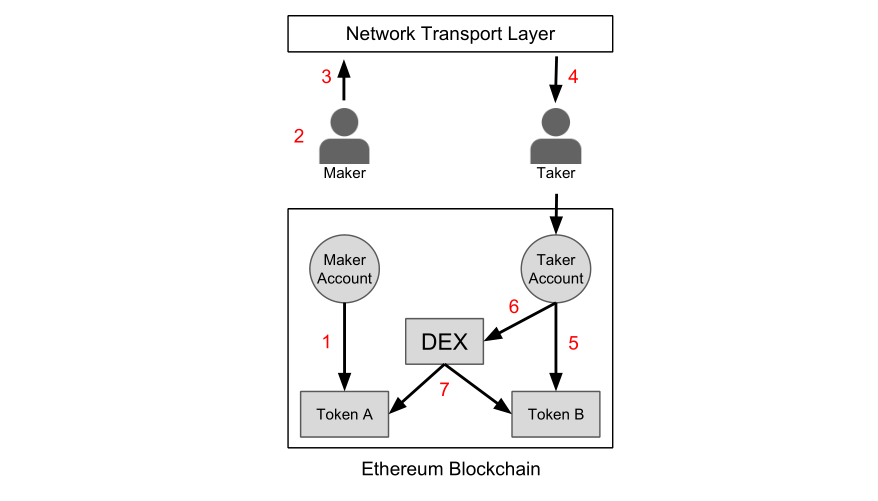 Network Transport Layer
3
4
2
Maker
Taker
Maker
Account
Taker
Account
6
1
DEX
5
7
Token A
Token B
Ethereum Blockchain